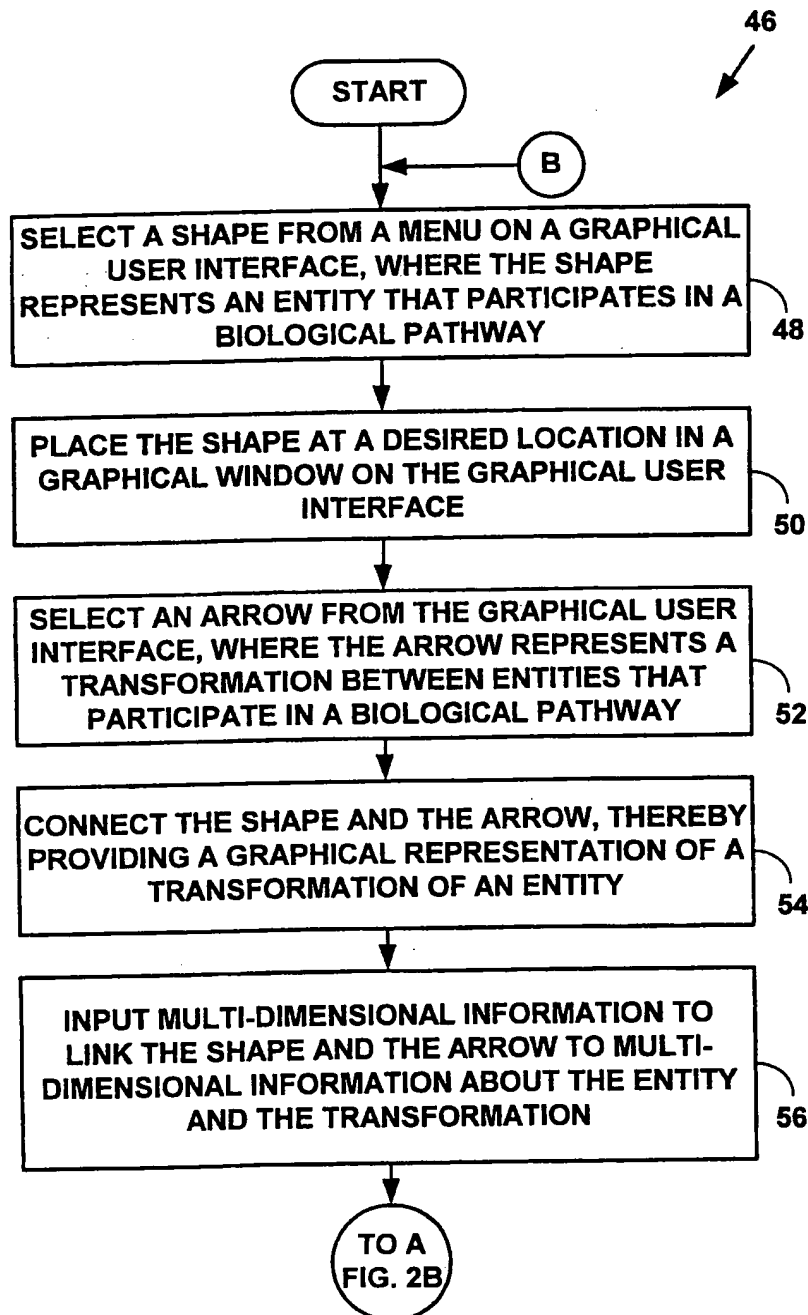 46
START
B
SELECT A SHAPE FROM A MENU ON A GRAPHICAL
USER INTERFACE, WHERE THE SHAPE
REPRESENTS AN ENTITY THAT PARTICIPATES IN A
BIOLOGICAL PATHWAY
48
PLACE THE SHAPE AT A DESIRED LOCATION IN A
GRAPHICAL WINDOW ON THE GRAPHICAL USER
INTERFACE
50
SELECT AN ARROW FROM THE GRAPHICAL USER
INTERFACE, WHERE THE ARROW REPRESENTS A
TRANSFORMATION BETWEEN ENTITIES THAT
PARTICIPATE IN A BIOLOGICAL PATHWAY
52
CONNECT THE SHAPE AND THE ARROW, THEREBY
PROVIDING A GRAPHICAL REPRESENTATION OF A
TRANSFORMATION OF AN ENTITY
54
INPUT MULTI-DIMENSIONAL INFORMATION TO
LINK THE SHAPE AND THE ARROW TO MULTI-
DIMENSIONAL INFORMATION ABOUT THE ENTITY
AND THE TRANSFORMATION
56
TO A
FIG. 2B